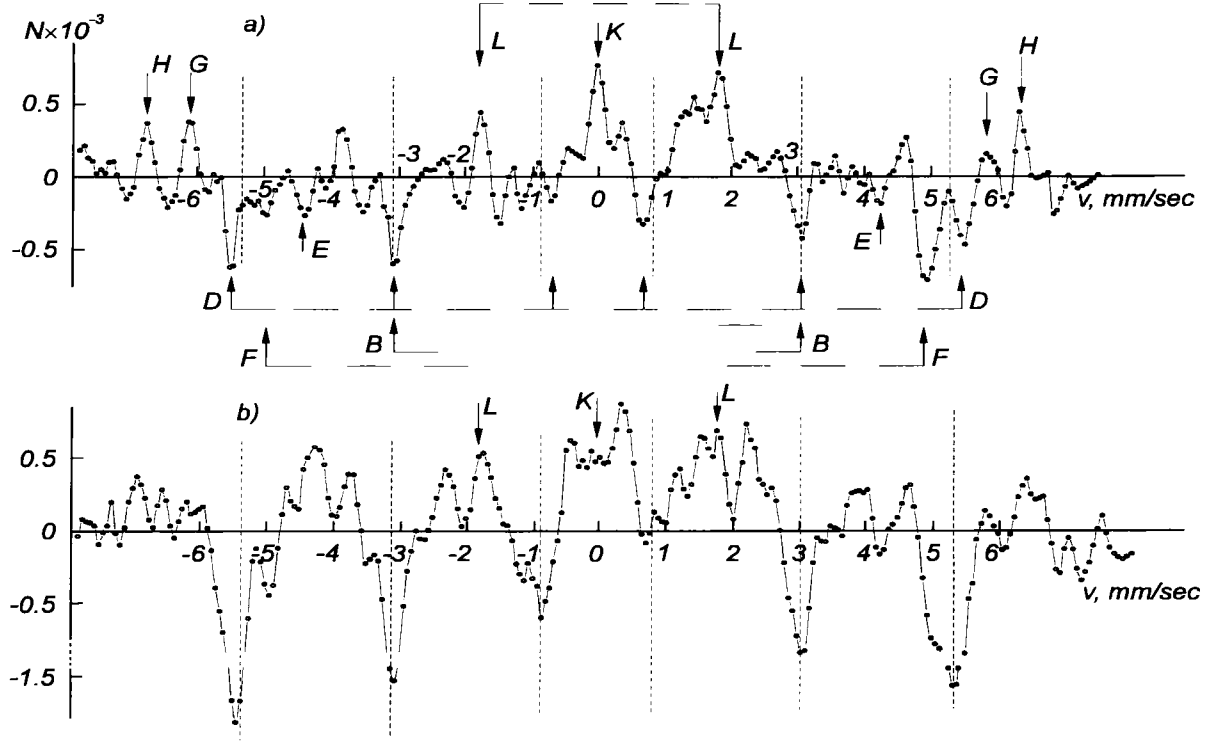 N×10⁻³ a) L K L
H G G H
0.5
-3 -2 3
0 -6 -5 -4 -1 0 1 2 4 5 6
v, mm/sec
E E
-0.5
D D
B B
F F
b) L K L
0.5
0
-6 -5 -4 -3 -2 -1 0 1 2 3 4 5 6
v, mm/sec
-0.5
-1.5